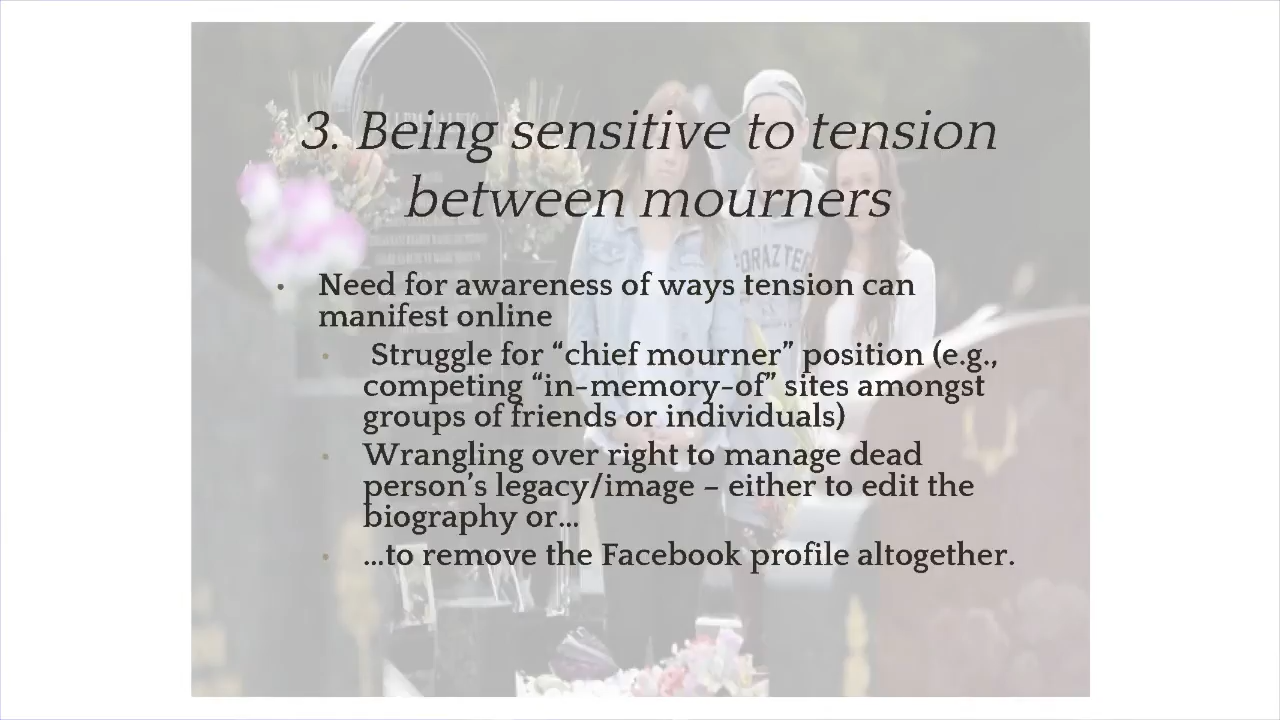 3. Being sensitive to tension
between mourners
• Need for awareness of ways tension can
manifest online
• Struggle for “chief mourner” position (e.g.,
competing “in-memory-of” sites amongst
groups of friends or individuals)
• Wrangling over right to manage dead
person’s legacy/image – either to edit the
biography or…
• …to remove the Facebook profile altogether.